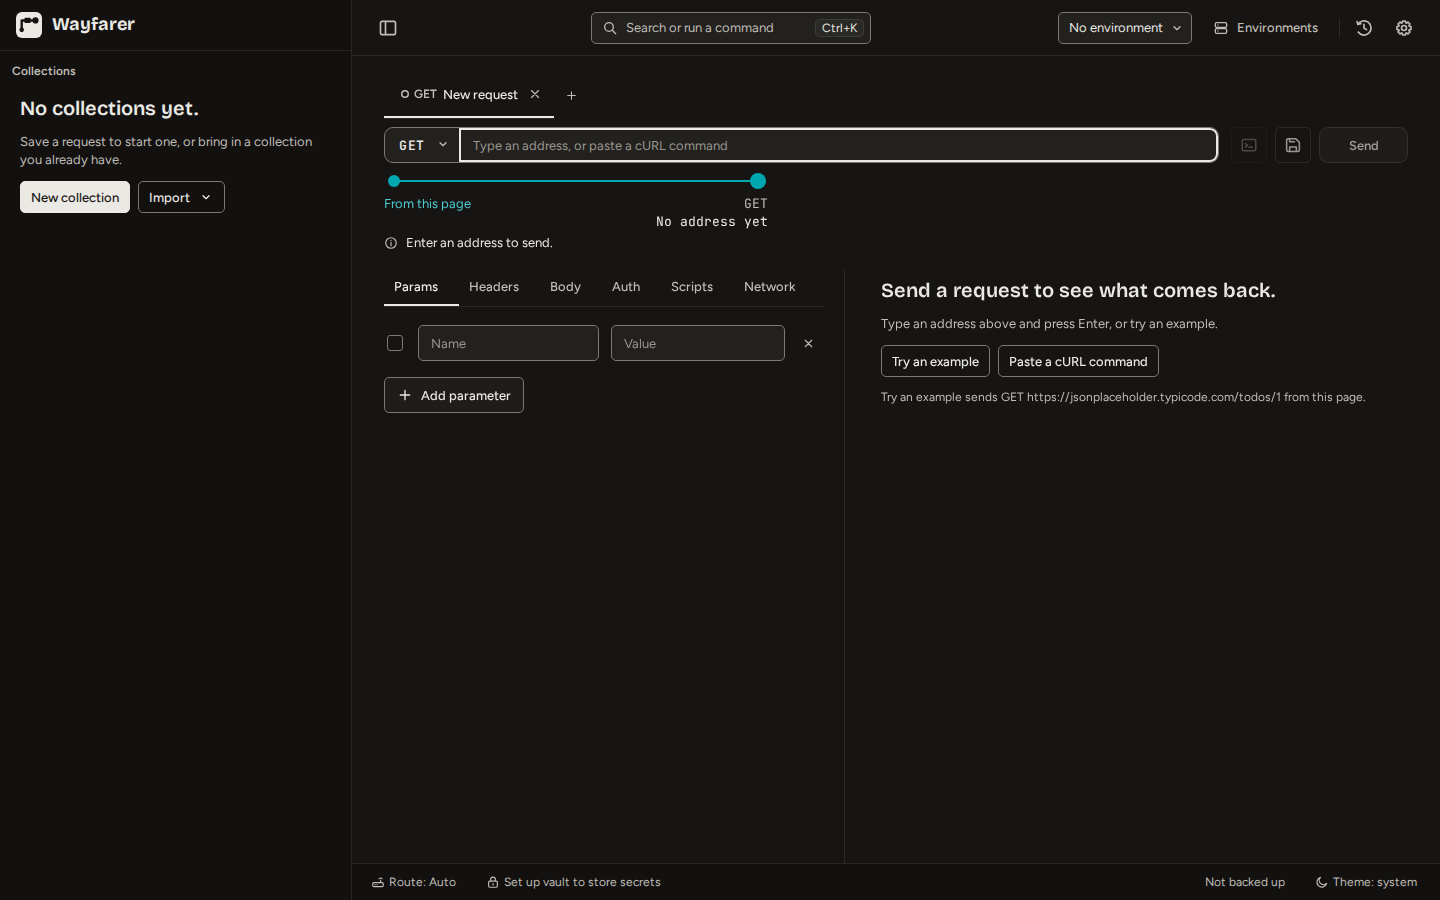 Wayfarer
Search or run a command
Ctrl+K
No environment
Environments
Collections
No collections yet.
Save a request to start one, or bring in a collection
you already have.
New collection
Import
GET New request
GET
Type an address, or paste a cURL command
Send
From this page
GET
No address yet
Enter an address to send.
Params
Headers
Body
Auth
Scripts
Network
Name
Value
Add parameter
Send a request to see what comes back.
Type an address above and press Enter, or try an example.
Try an example
Paste a cURL command
Try an example sends GET https://jsonplaceholder.typicode.com/todos/1 from this page.
Route: Auto
Set up vault to store secrets
Not backed up
Theme: system